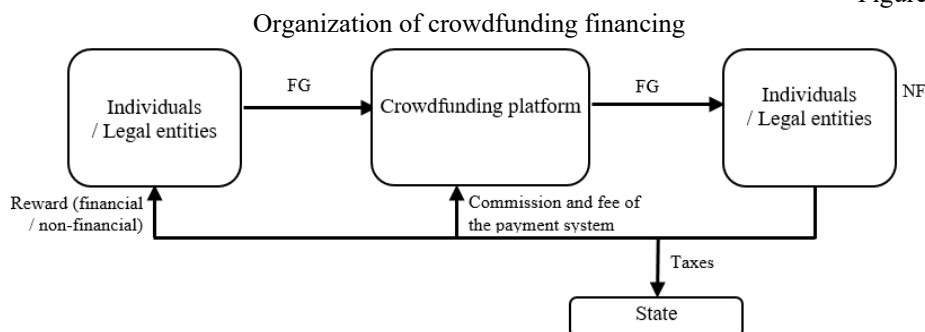 Figure
Organization of crowdfunding financing
Individuals
/ Legal entities
FG
Crowdfunding platform
FG
Individuals
/ Legal entities
NF
Reward (financial
/ non-financial)
Commission and fee of
the payment system
Taxes
State